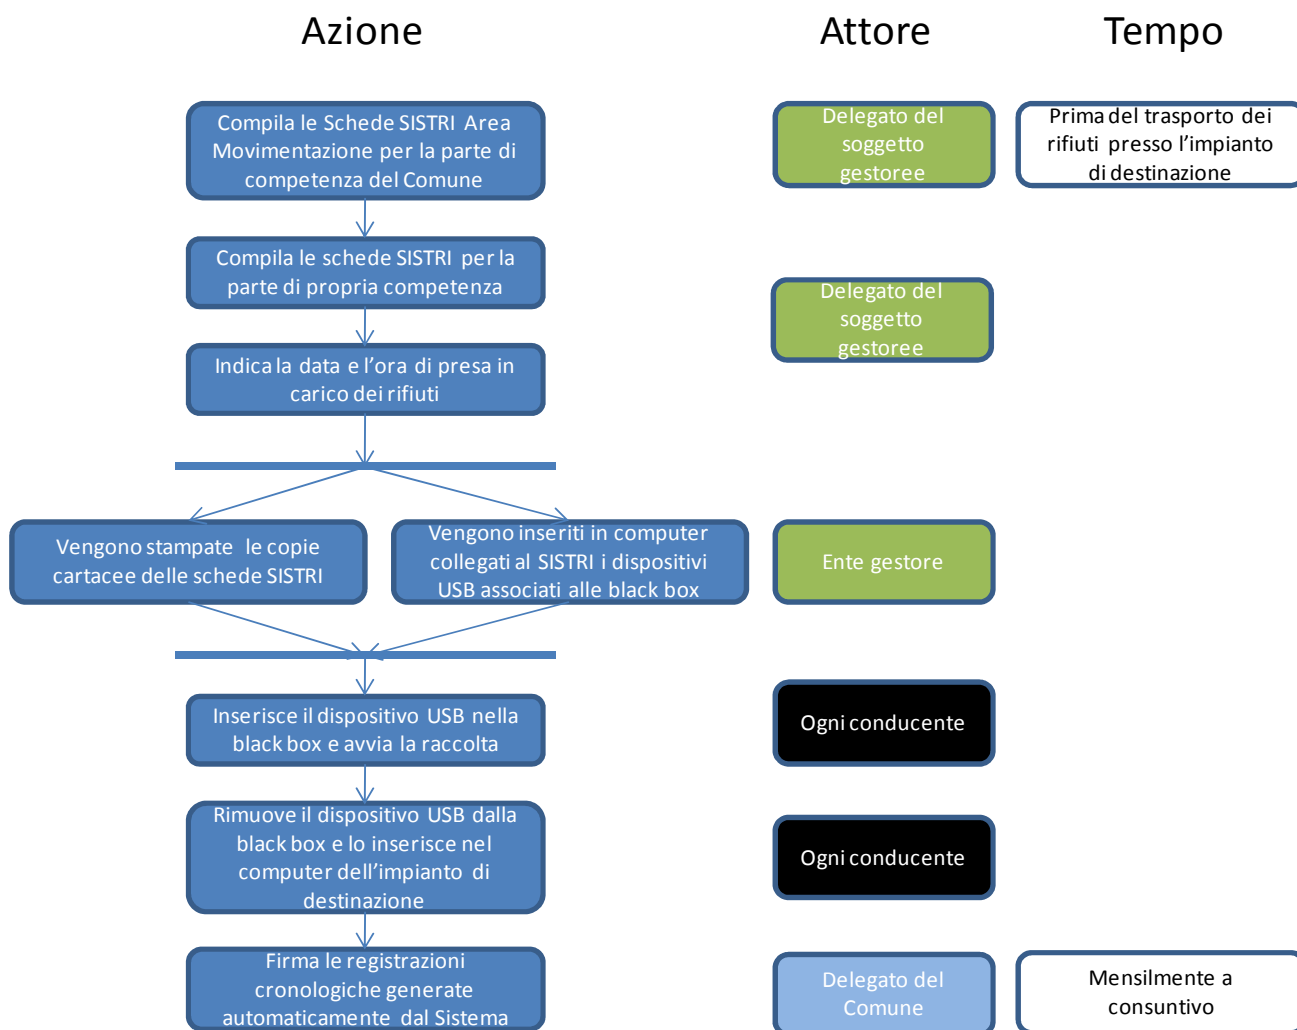 Azione
Attore
Tempo
Compila le Schede SISTRI Area
Movimentazione per la parte di
competenza del Comune
Delegato del
soggetto
gestoree
Prima del trasporto dei
rifiuti presso l’impianto
di destinazione
Compila le schede SISTRI per la
parte di propria competenza
Delegato del
soggetto
gestoree
Indica la data e l’ora di presa in
carico dei rifiuti
Vengono stampate le copie
cartacee delle schede SISTRI
Vengono inseriti in computer
collegati al SISTRI i dispositivi
USB associati alle black box
Ente gestore
Inserisce il dispositivo USB nella
black box e avvia la raccolta
Ogni conducente
Rimuove il dispositivo USB dalla
black box e lo inserisce nel
computer dell’impianto di
destinazione
Ogni conducente
Firma le registrazioni
cronologiche generate
automaticamente dal Sistema
Delegato del
Comune
Mensilmente a
consuntivo